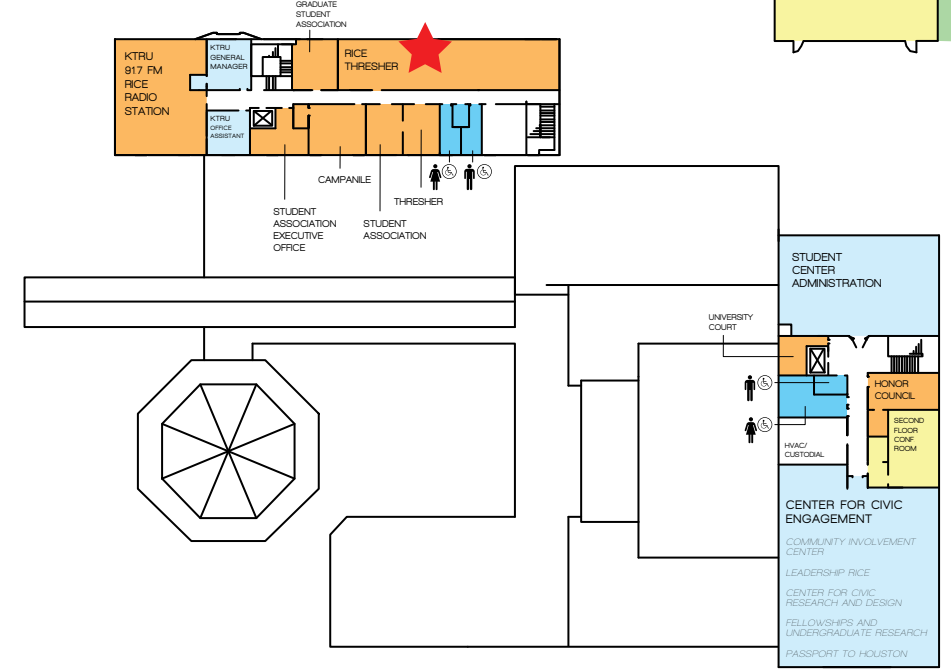 GRADUATE
STUDENT
ASSOCIATION
KTRU
917 FM
RICE
RADIO
STATION
KTRU
GENERAL
MANAGER
RICE
THRESHER
KTRU
OFFICE
ASSISTANT
CAMPANILE
THRESHER
STUDENT
ASSOCIATION
EXECUTIVE
OFFICE
STUDENT
ASSOCIATION
STUDENT
CENTER
ADMINISTRATION
UNIVERSITY
COURT
HONOR
COUNCIL
SECOND
FLOOR
CONF
ROOM
HVAC/
CUSTODIAL
CENTER FOR CIVIC
ENGAGEMENT
COMMUNITY INVOLVEMENT
CENTER
LEADERSHIP RICE
CENTER FOR CIVIC
RESEARCH AND DESIGN
FELLOWSHIPS AND
UNDERGRADUATE RESEARCH
PASSPORT TO HOUSTON